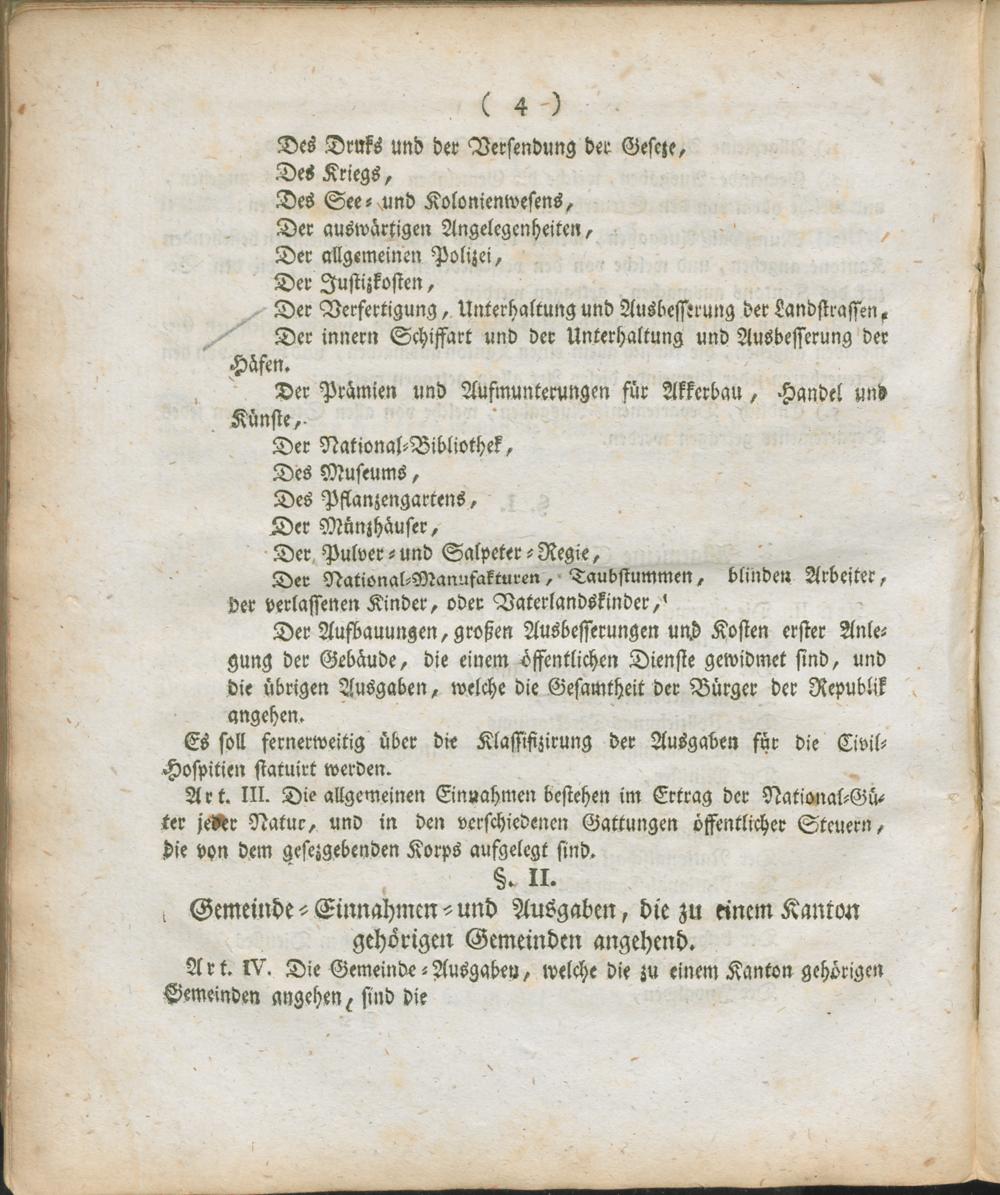 ( 4 )
Des Druks und der Versendung der Geseze,
Des Kriegs,
Des See- und Kolonienwesens,
Der auswärtigen Angelegenheiten,
Der allgemeinen Polizei,
Der Justizkosten,
Der Verfertigung, Unterhaltung und Ausbesserung der Landstrassen,
Der innern Schiffart und der Unterhaltung und Ausbesserung der
Häfen.
Der Prämien und Aufmunterungen für Akkerbau, Handel und
Künste,
Der National-Bibliothek,
Des Museums,
Des Pflanzengartens,
Der Münzhäuser,
Der Pulver- und Salpeter-Regie,
Der National-Manufakturen, Taubstummen, blinden Arbeiter,
der verlassenen Kinder, oder Vaterlandskinder,
Der Aufbauungen, großen Ausbesserungen und Kosten erster Anle-
gung der Gebäude, die einem öffentlichen Dienste gewidmet sind, und
die übrigen Ausgaben, welche die Gesamtheit der Bürger der Republik
angehen.
Es soll fernerweitig über die Klassifizirung der Ausgaben für die Civil-
Hospitien statuirt werden.
Art. III. Die allgemeinen Einnahmen bestehen im Ertrag der National-Gü-
ter jeder Natur, und in den verschiedenen Gattungen öffentlicher Steuern,
die von dem gesezgebenden Korps aufgelegt sind.
§. II.
Gemeinde-Einnahmen- und Ausgaben, die zu einem Kanton
gehörigen Gemeinden angehend.
Art. IV. Die Gemeinde-Ausgaben, welche die zu einem Kanton gehörigen
Gemeinden angehen, sind die